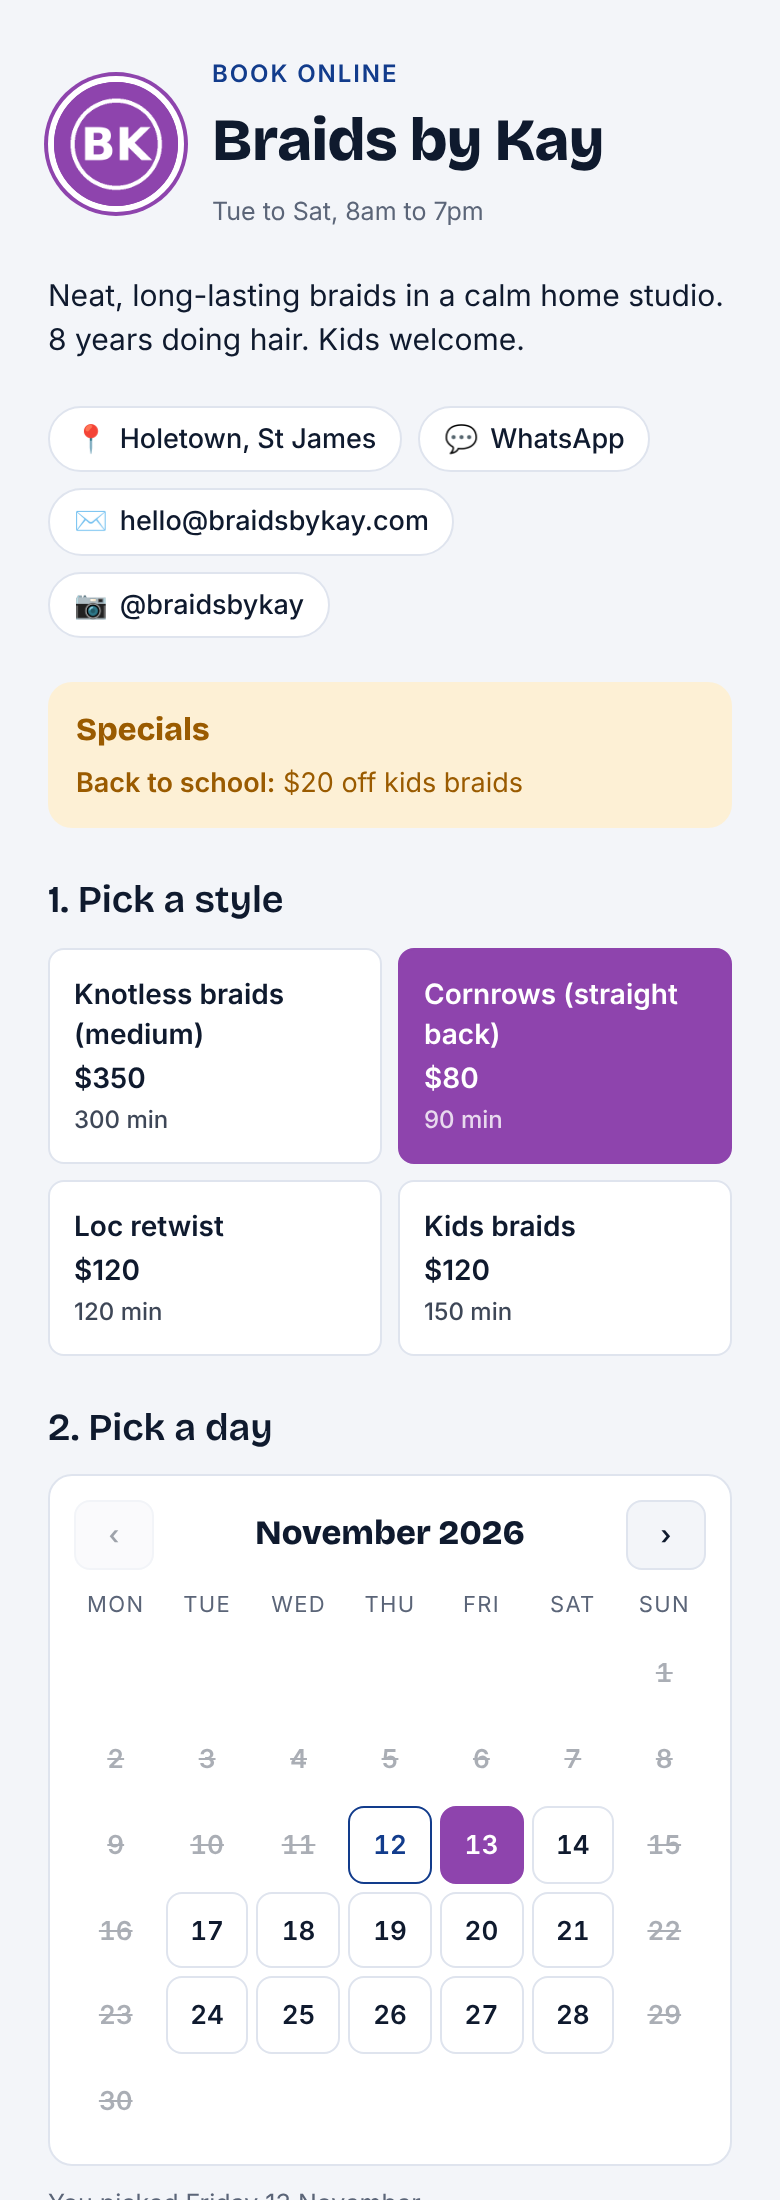 BK
BOOK ONLINE
Braids by Kay
Tue to Sat, 8am to 7pm
Neat, long-lasting braids in a calm home studio.
8 years doing hair. Kids welcome.
Holetown, St James
WhatsApp
hello@braidsbykay.com
@braidsbykay
Specials
Back to school: $20 off kids braids
1. Pick a style
Knotless braids
(medium)
$350
300 min
Cornrows (straight
back)
$80
90 min
Loc retwist
$120
120 min
Kids braids
$120
150 min
2. Pick a day
‹ November 2026 ›
MON TUE WED THU FRI SAT SUN
1
2 3 4 5 6 7 8
9 10 11 12 13 14 15
16 17 18 19 20 21 22
23 24 25 26 27 28 29
30
You picked Friday 13 November